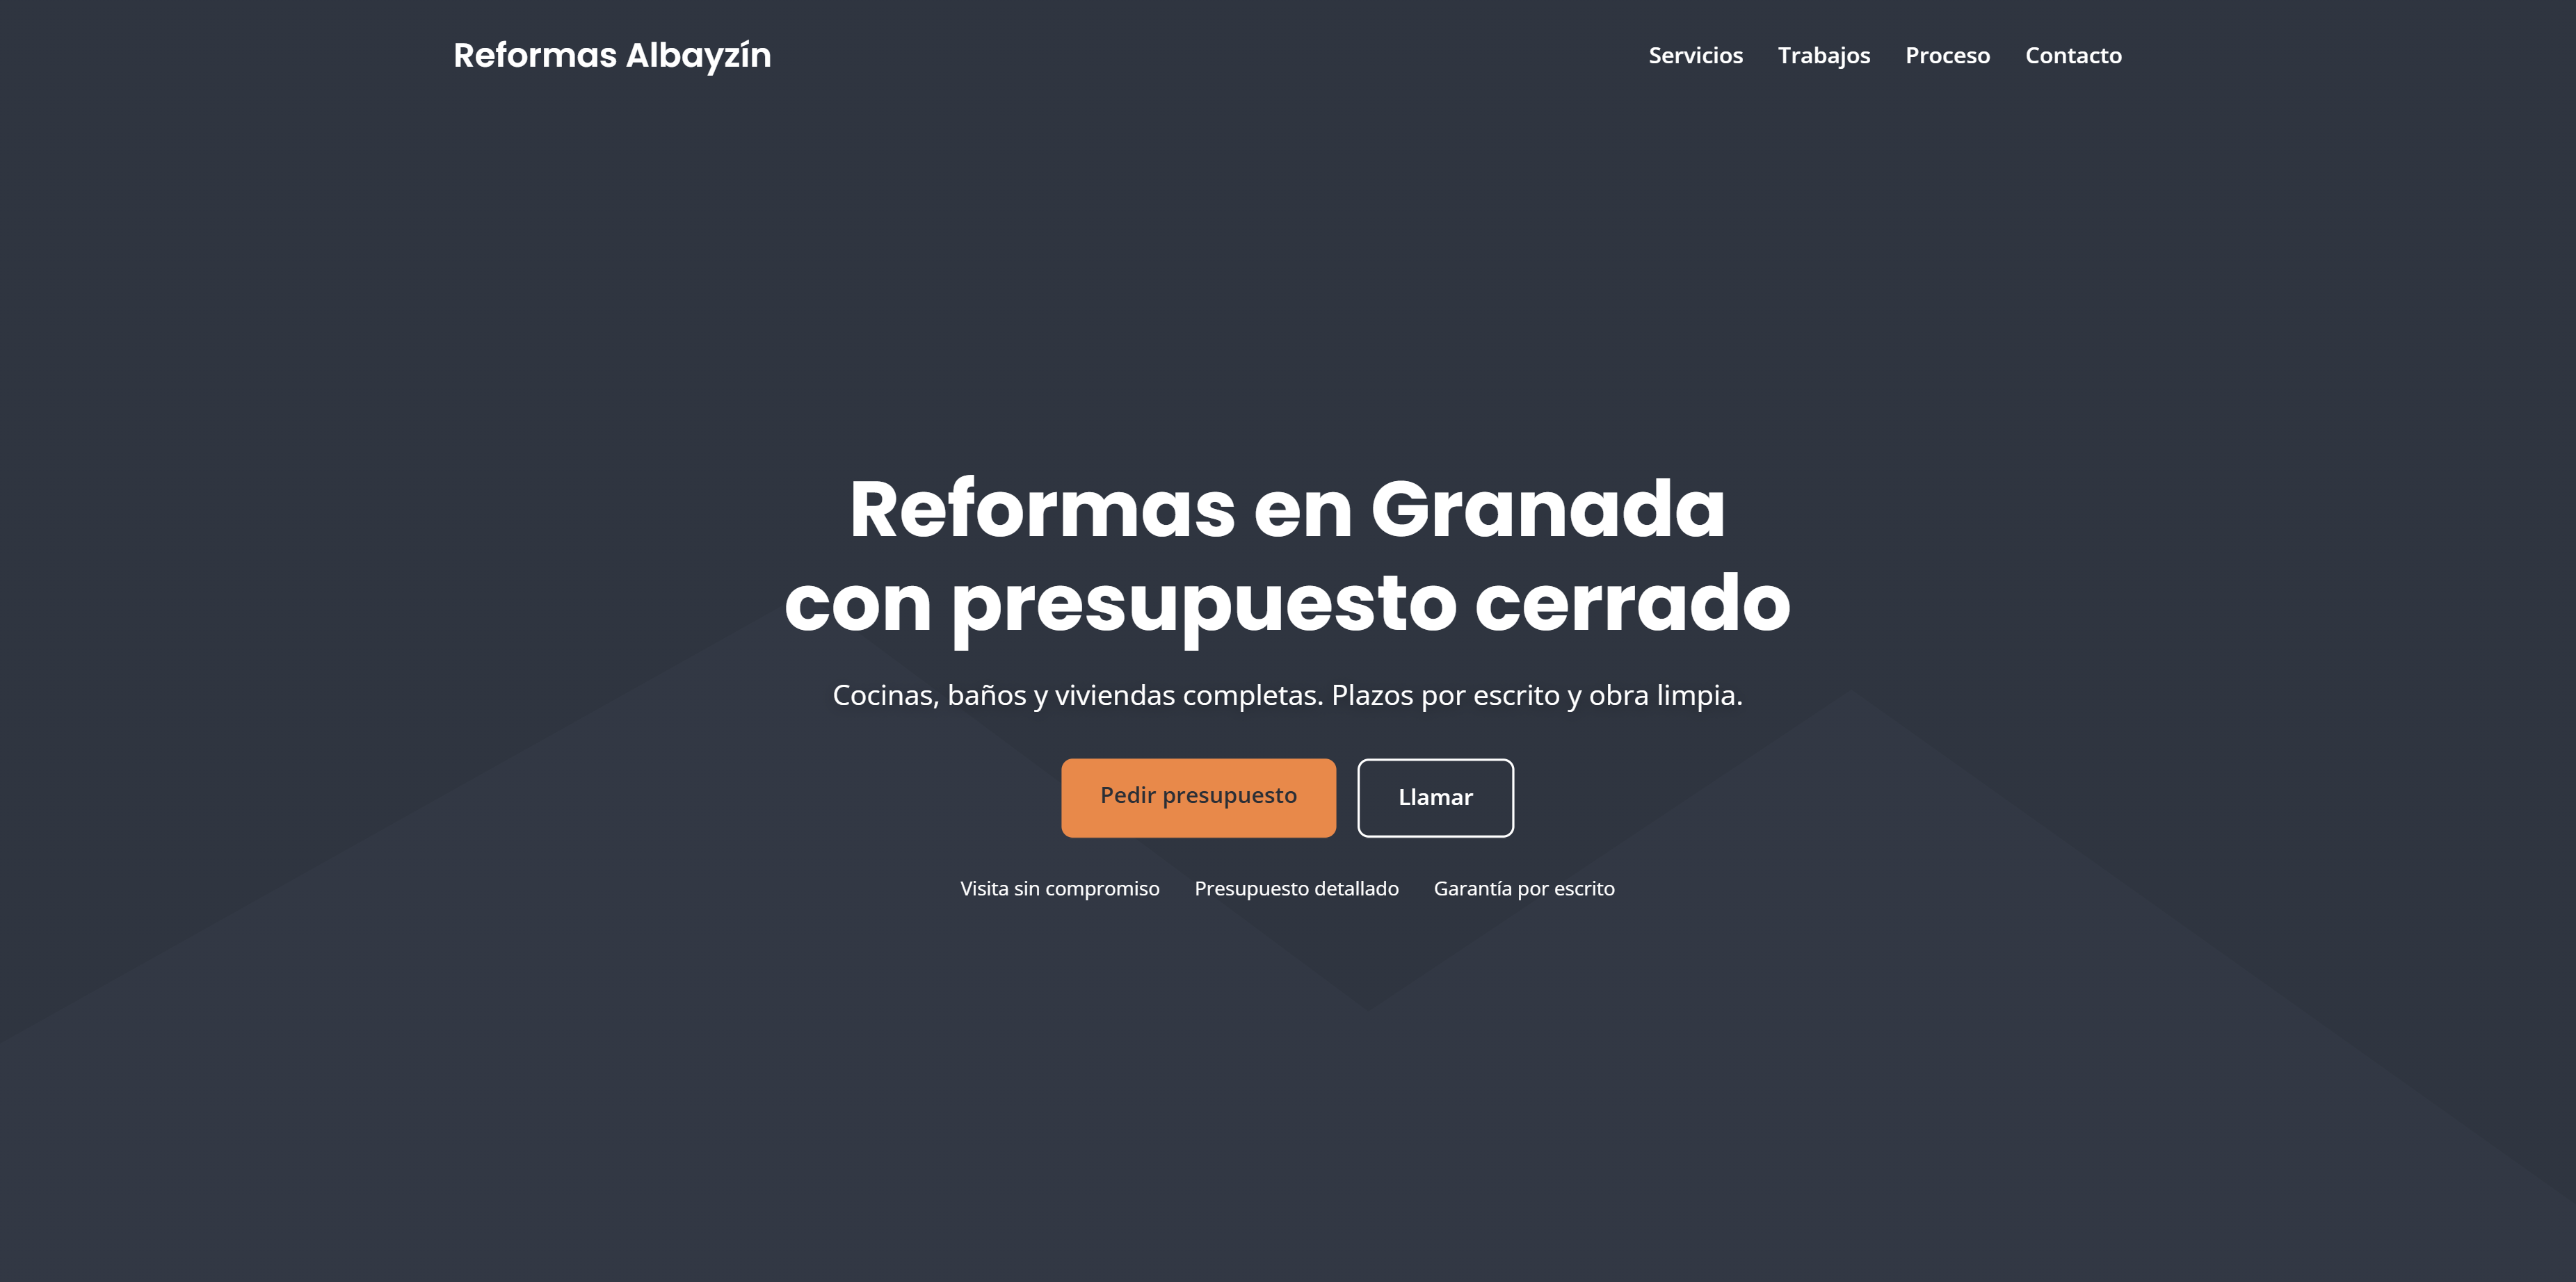 Reformas Albayzín
Servicios Trabajos Proceso Contacto
Reformas en Granada
con presupuesto cerrado
Cocinas, baños y viviendas completas. Plazos por escrito y obra limpia.
Pedir presupuesto Llamar
Visita sin compromiso Presupuesto detallado Garantía por escrito